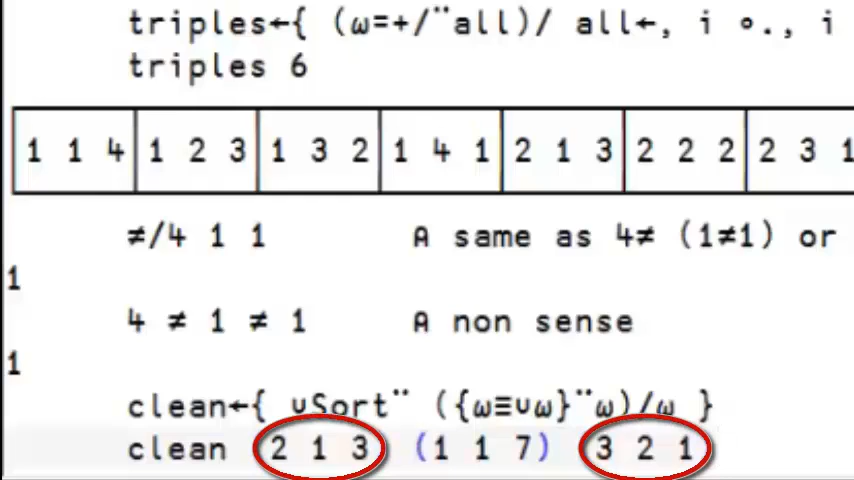 triples←{ (⍵=+/¨all)/ all←, i ∘., i
triples 6
1 1 4 1 2 3 1 3 2 1 4 1 2 1 3 2 2 2 2 3 1
≠/4 1 1 ⍝ same as 4≠ (1≠1) or
1
4 ≠ 1 ≠ 1 ⍝ non sense
1
clean←{ ∪Sort¨ ({⍵≡∪⍵}¨⍵)/⍵ }
clean 2 1 3 (1 1 7) 3 2 1